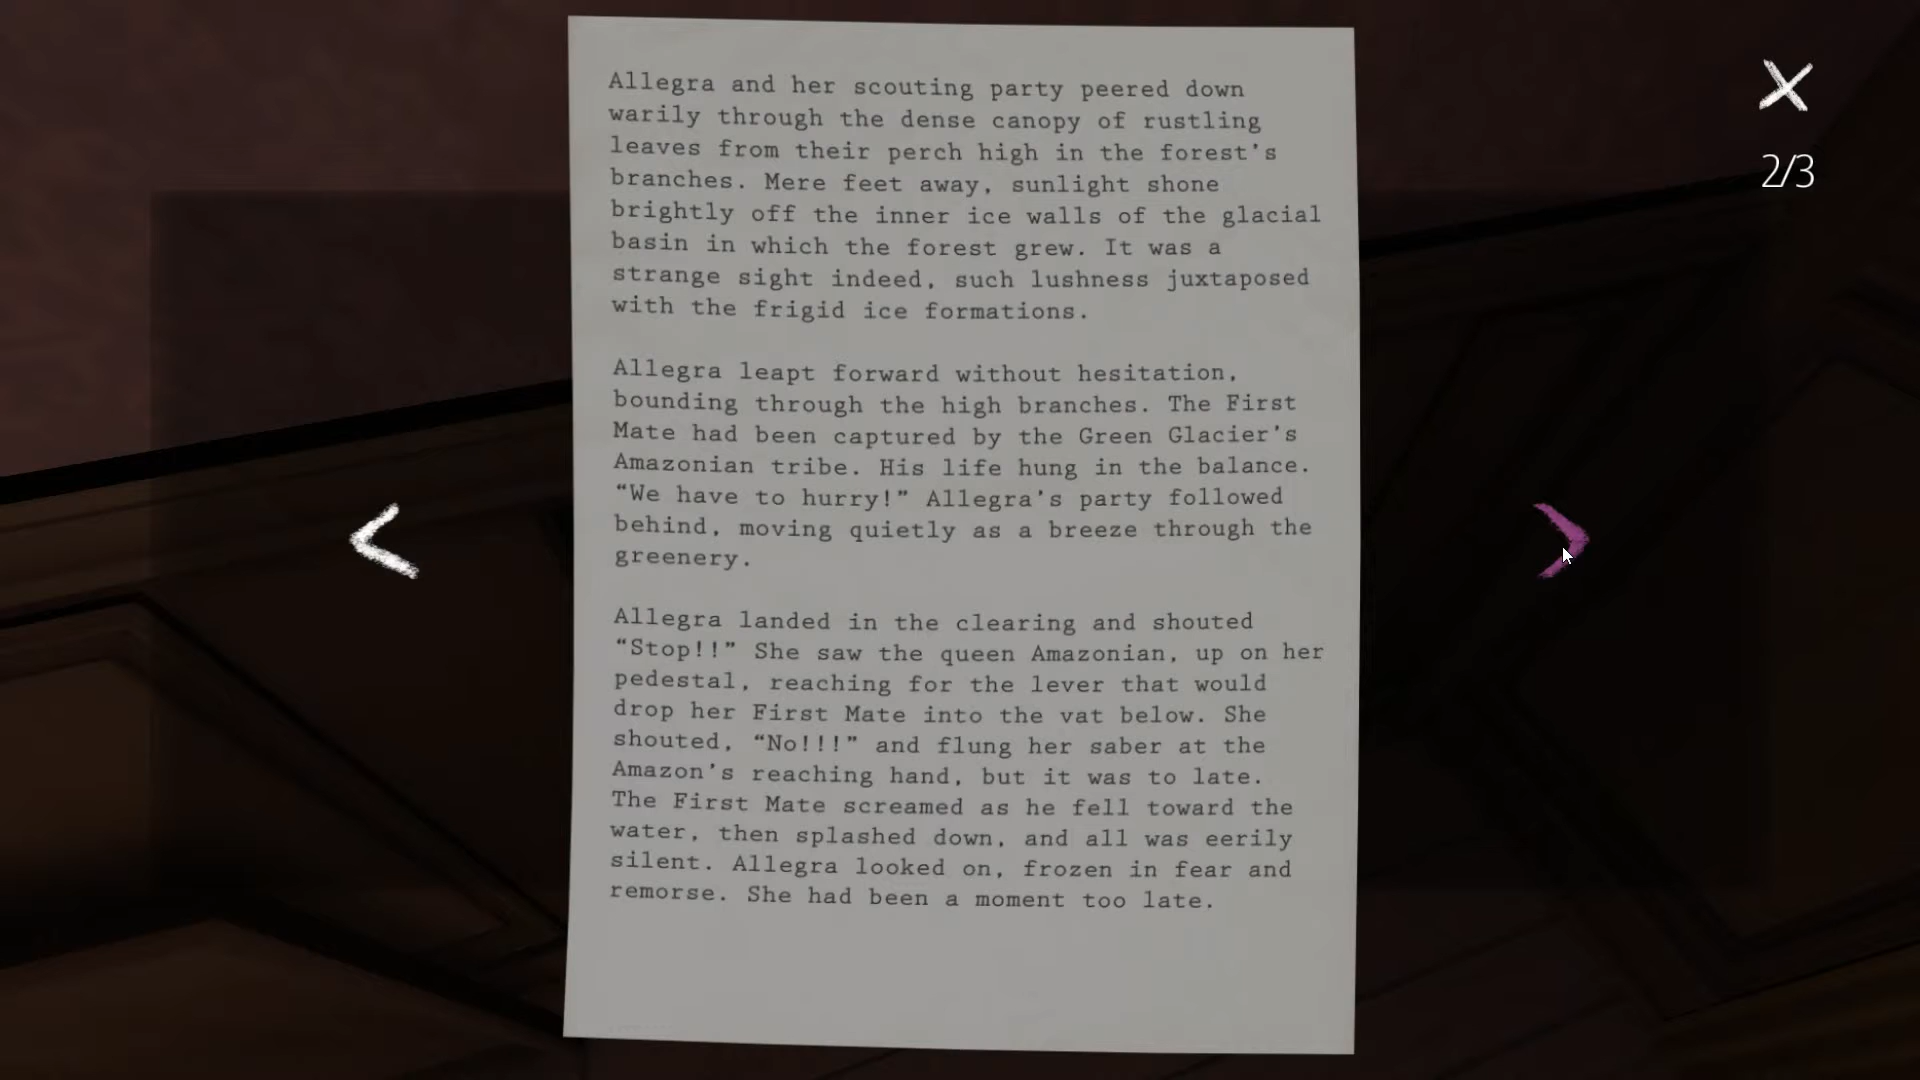 Allegra and her scouting party peered down
warily through the dense canopy of rustling
leaves from their perch high in the forest's
branches. Mere feet away, sunlight shone
brightly off the inner ice walls of the glacial
basin in which the forest grew. It was a
strange sight indeed, such lushness juxtaposed
with the frigid ice formations.
Allegra leapt forward without hesitation,
bounding through the high branches. The First
Mate had been captured by the Green Glacier's
Amazonian tribe. His life hung in the balance.
“We have to hurry!” Allegra's party followed
behind, moving quietly as a breeze through the
greenery.
Allegra landed in the clearing and shouted
“Stop!!” She saw the queen Amazonian, up on her
pedestal, reaching for the lever that would
drop her First Mate into the vat below. She
shouted, “No!!!” and flung her saber at the
Amazon's reaching hand, but it was to late.
The First Mate screamed as he fell toward the
water, then splashed down, and all was eerily
silent. Allegra looked on, frozen in fear and
remorse. She had been a moment too late.
2/3